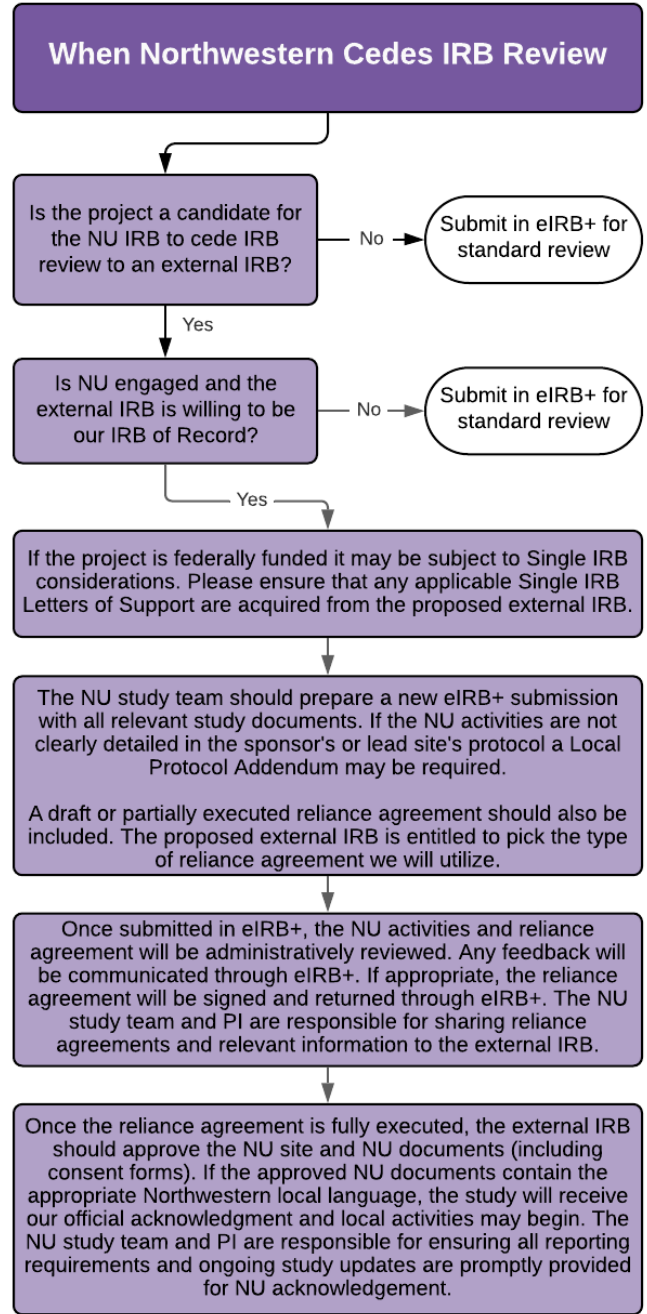 When Northwestern Cedes IRB Review
Is the project a candidate for
the NU IRB to cede IRB
review to an external IRB?
No
Submit in eIRB+ for
standard review
Yes
Is NU engaged and the
external IRB is willing to be
our IRB of Record?
No
Submit in eIRB+ for
standard review
Yes
If the project is federally funded it may be subject to Single IRB
considerations. Please ensure that any applicable Single IRB
Letters of Support are acquired from the proposed external IRB.
The NU study team should prepare a new eIRB+ submission
with all relevant study documents. If the NU activities are not
clearly detailed in the sponsor's or lead site's protocol a Local
Protocol Addendum may be required.
A draft or partially executed reliance agreement should also be
included. The proposed external IRB is entitled to pick the type
of reliance agreement we will utilize.
Once submitted in eIRB+, the NU activities and reliance
agreement will be administratively reviewed. Any feedback will
be communicated through eIRB+. If appropriate, the reliance
agreement will be signed and returned through eIRB+. The NU
study team and PI are responsible for sharing reliance
agreements and relevant information to the external IRB.
Once the reliance agreement is fully executed, the external IRB
should approve the NU site and NU documents (including
consent forms). If the approved NU documents contain the
appropriate Northwestern local language, the study will receive
our official acknowledgment and local activities may begin. The
NU study team and PI are responsible for ensuring all reporting
requirements and ongoing study updates are promptly provided
for NU acknowledgement.